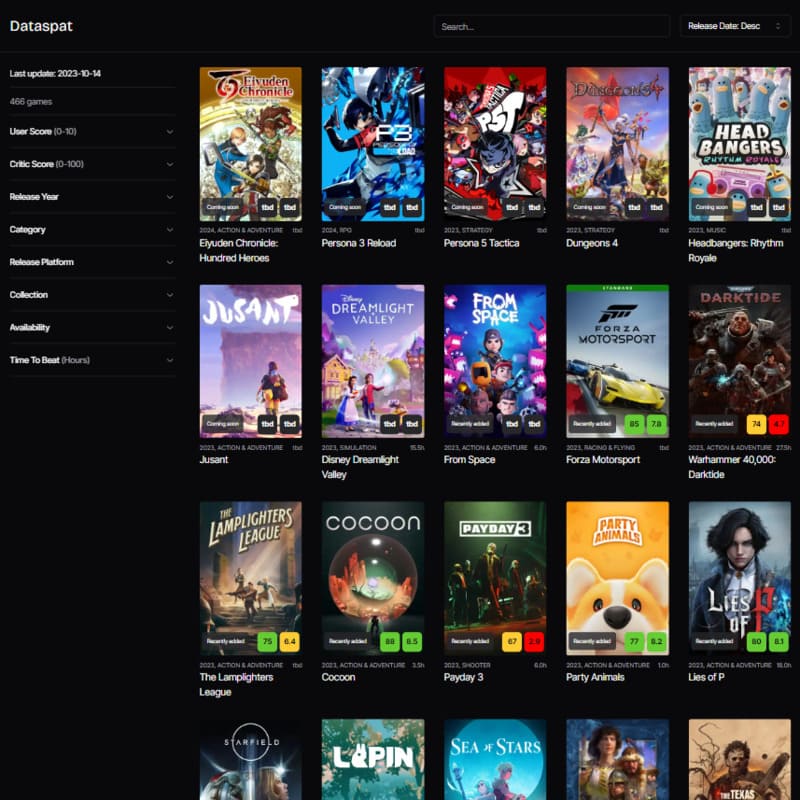 Dataspat
Search...
Release Date: Desc
Last update: 2023-10-14
466 games
User Score (0-10)
Critic Score (0-100)
Release Year
Category
Release Platform
Collection
Availability
Time To Beat (Hours)
Eiyuden
Chronicle
Coming soon
tbd
tbd
2024, ACTION & ADVENTURE
tbd
Eiyuden Chronicle:
Hundred Heroes
P3
RELOAD
Coming soon
tbd
tbd
2024, RPG
tbd
Persona 3 Reload
TACTICA
Coming soon
tbd
tbd
2023, STRATEGY
tbd
Persona 5 Tactica
DUNGEONS 4
Coming soon
tbd
tbd
2023, STRATEGY
tbd
Dungeons 4
HEAD
BANGERS
RHYTHM ROYALE
Coming soon
tbd
tbd
2023, MUSIC
tbd
Headbangers: Rhythm
Royale
JUSANT
Coming soon
tbd
tbd
2023, ACTION & ADVENTURE
tbd
Jusant
Disney
DREAMLIGHT
VALLEY
tbd
tbd
2023, SIMULATION
15.5h
Disney Dreamlight
Valley
FROM
SPACE
Recently added
tbd
tbd
2023, ACTION & ADVENTURE
6.0h
From Space
STANDARD
FORZA
MOTORSPORT
Recently added
85
7.8
2023, RACING & FLYING
tbd
Forza Motorsport
DARKTIDE
Recently added
74
4.7
2023, ACTION & ADVENTURE
27.5h
Warhammer 40,000:
Darktide
THE
LAMPLIGHTERS
LEAGUE
Recently added
75
6.4
2023, ACTION & ADVENTURE
tbd
The Lamplighters
League
COCOON
Recently added
88
8.5
2023, ACTION & ADVENTURE
3.5h
Cocoon
PAYDAY 3
Recently added
67
2.9
2023, SHOOTER
6.0h
Payday 3
PARTY
ANIMALS
Recently added
77
8.2
2023, ACTION & ADVENTURE
1.0h
Party Animals
LIES
OF P
Recently added
80
8.1
2023, ACTION & ADVENTURE
18.0h
Lies of P
STARFIELD
LAPIN
SEA OF STARS
THE TEXAS